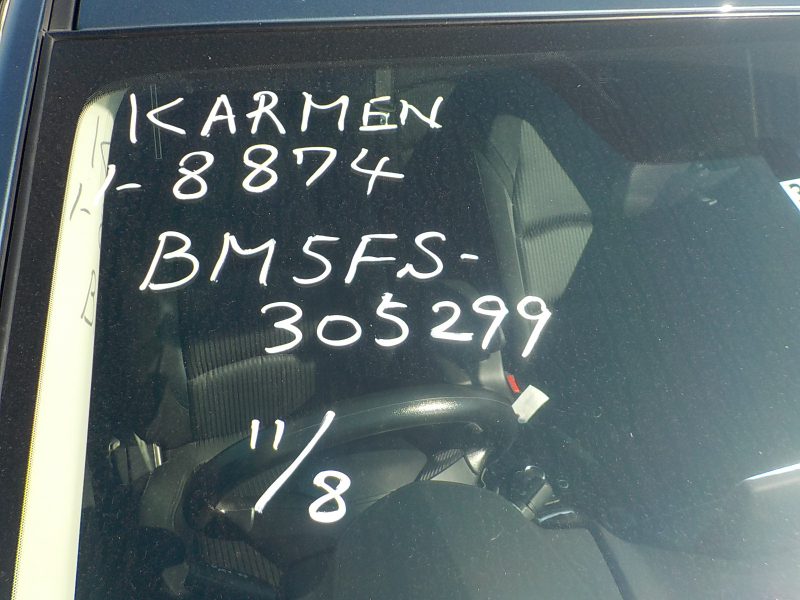 KARMEN
1-8874
BM5FS-
305299
11/8